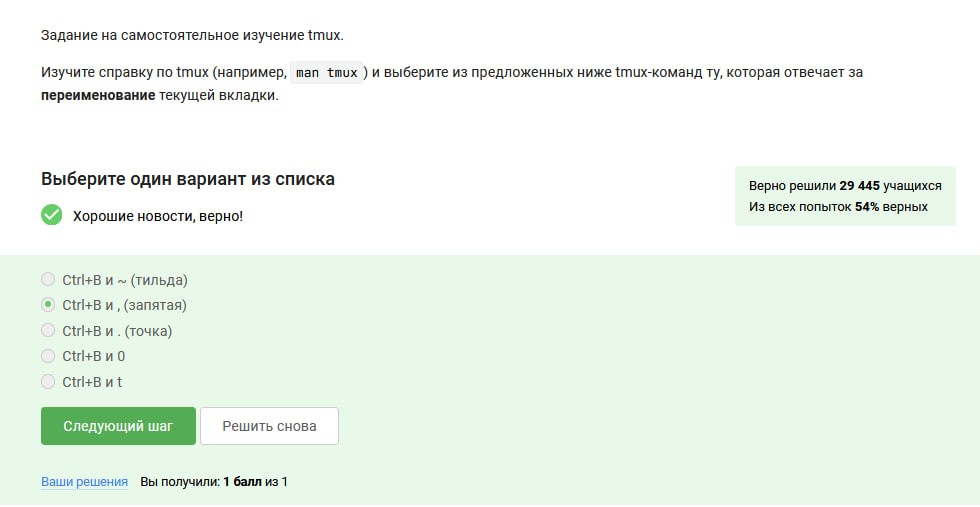 Задание на самостоятельное изучение tmux.
Изучите справку по tmux (например, man tmux) и выберите из предложенных ниже tmux-команд ту, которая отвечает за
переименование текущей вкладки.
Выберите один вариант из списка
Хорошие новости, верно!
Верно решили 29 445 учащихся
Из всех попыток 54% верных
Ctrl+B и ~ (тильда)
Ctrl+B и , (запятая)
Ctrl+B и . (точка)
Ctrl+B и 0
Ctrl+B и t
Следующий шаг
Решить снова
Ваши решения
Вы получили: 1 балл из 1